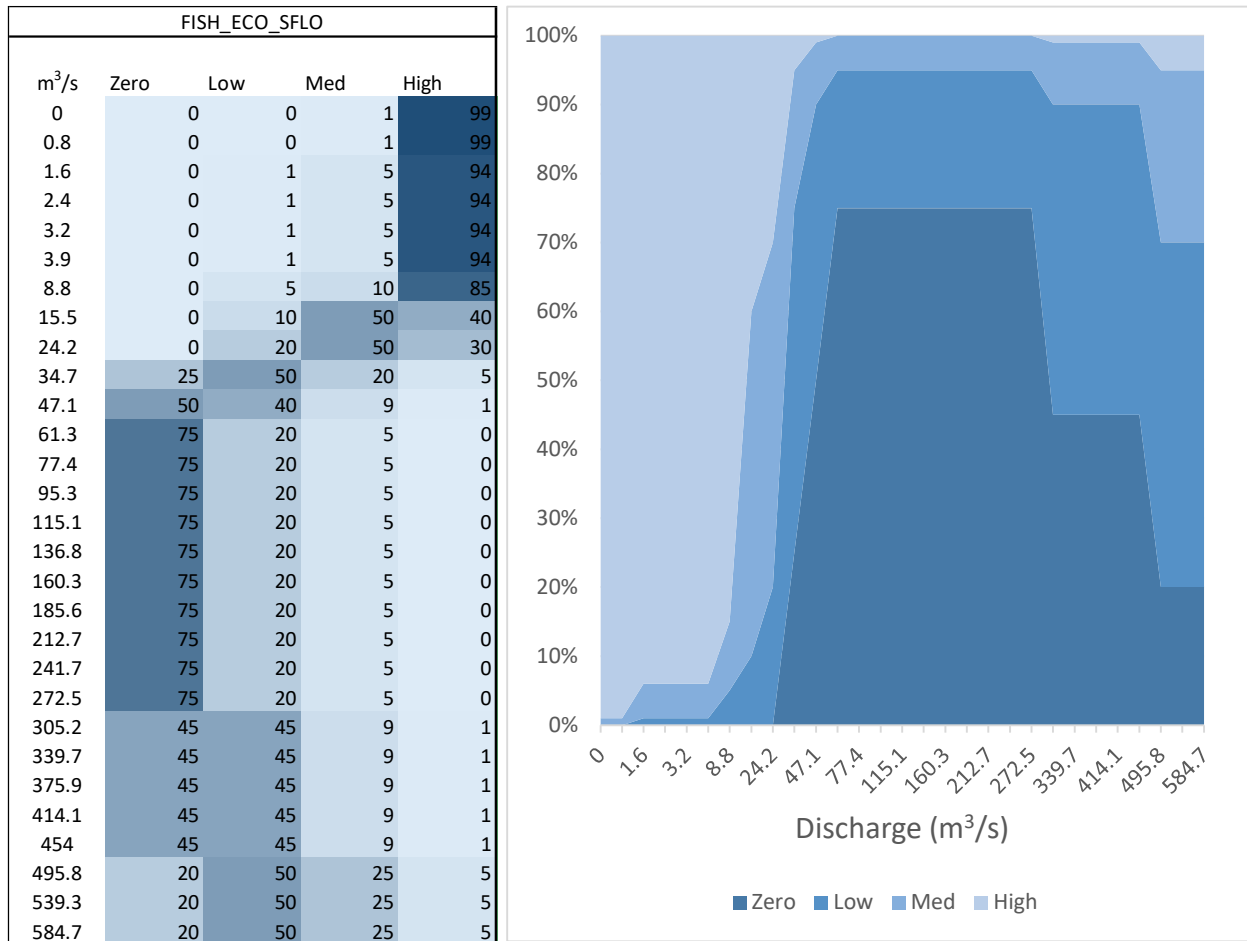 FISH_ECO_SFLO
m³/s Zero Low Med High
0 0 0 1 99
0.8 0 0 1 99
1.6 0 1 5 94
2.4 0 1 5 94
3.2 0 1 5 94
3.9 0 1 5 94
8.8 0 5 10 85
15.5 0 10 50 40
24.2 0 20 50 30
34.7 25 50 20 5
47.1 50 40 9 1
61.3 75 20 5 0
77.4 75 20 5 0
95.3 75 20 5 0
115.1 75 20 5 0
136.8 75 20 5 0
160.3 75 20 5 0
185.6 75 20 5 0
212.7 75 20 5 0
241.7 75 20 5 0
272.5 75 20 5 0
305.2 45 45 9 1
339.7 45 45 9 1
375.9 45 45 9 1
414.1 45 45 9 1
454 45 45 9 1
495.8 20 50 25 5
539.3 20 50 25 5
584.7 20 50 25 5
100%
90%
80%
70%
60%
50%
40%
30%
20%
10%
0%
0 1.6 3.2 8.8 24.2 47.1 77.4 115.1 160.3 212.7 272.5 339.7 414.1 495.8 584.7
Discharge (m³/s)
Zero Low Med High